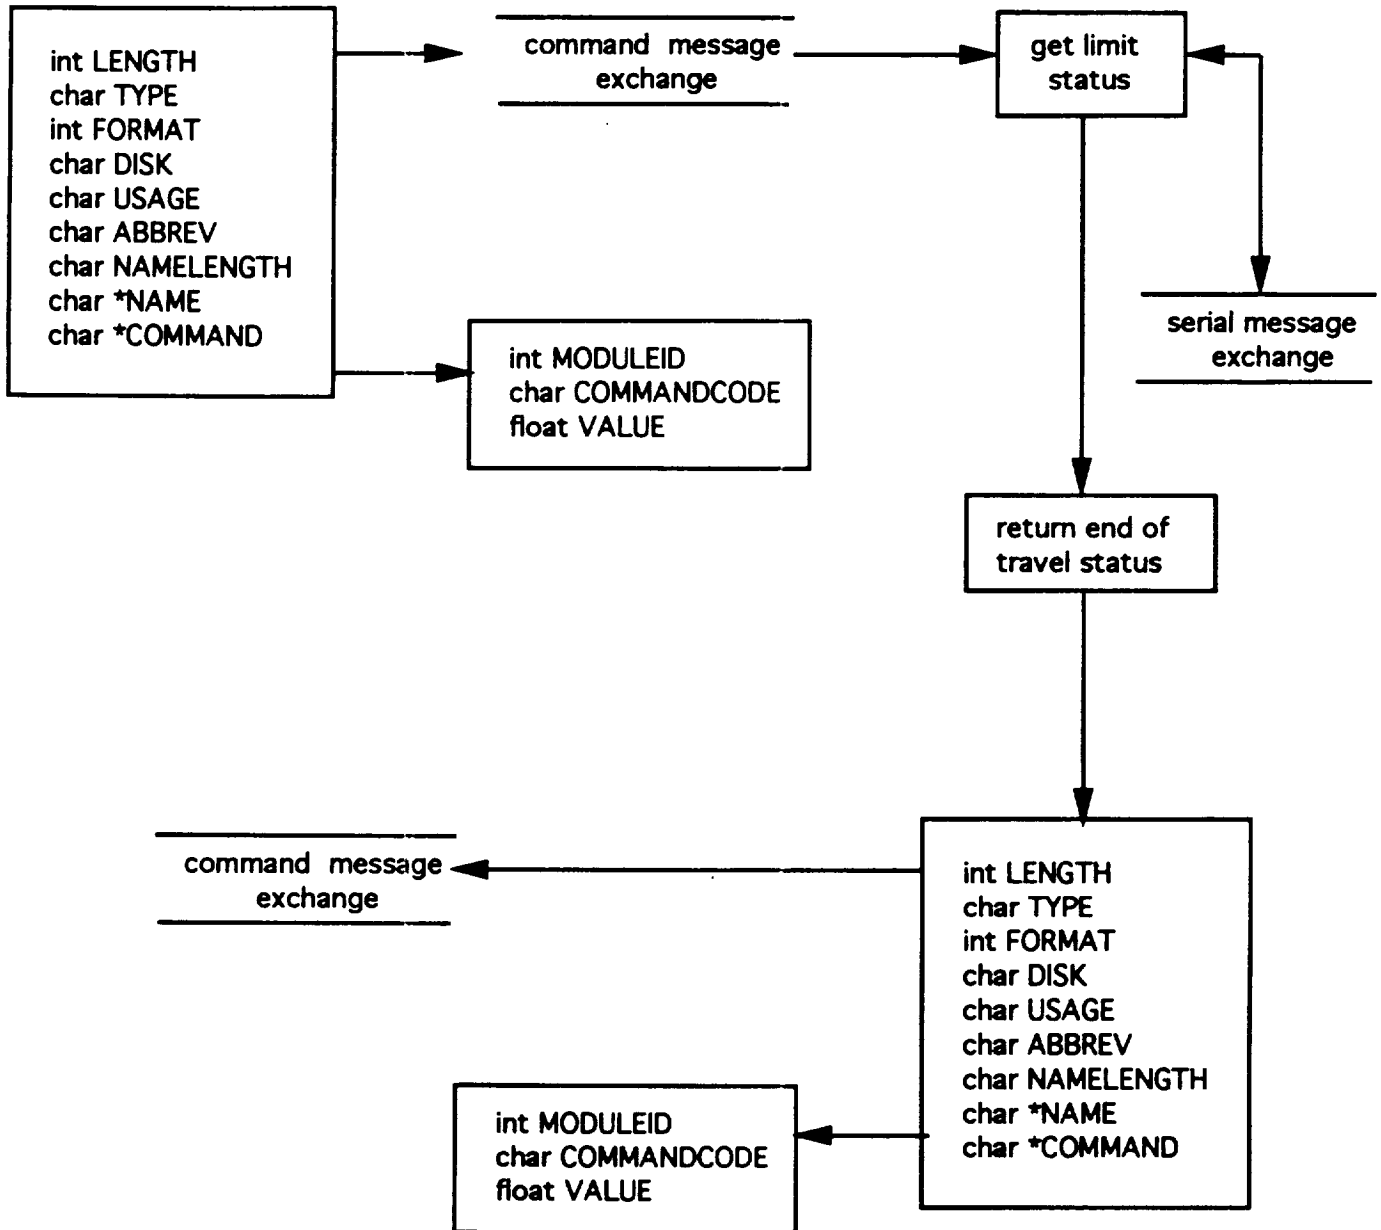 int LENGTH
char TYPE
int FORMAT
char DISK
char USAGE
char ABBREV
char NAMELENGTH
char *NAME
char *COMMAND
command message
exchange
get limit
status
serial message
exchange
int MODULEID
char COMMANDCODE
float VALUE
return end of
travel status
command message
exchange
int LENGTH
char TYPE
int FORMAT
char DISK
char USAGE
char ABBREV
char NAMELENGTH
char *NAME
char *COMMAND
int MODULEID
char COMMANDCODE
float VALUE